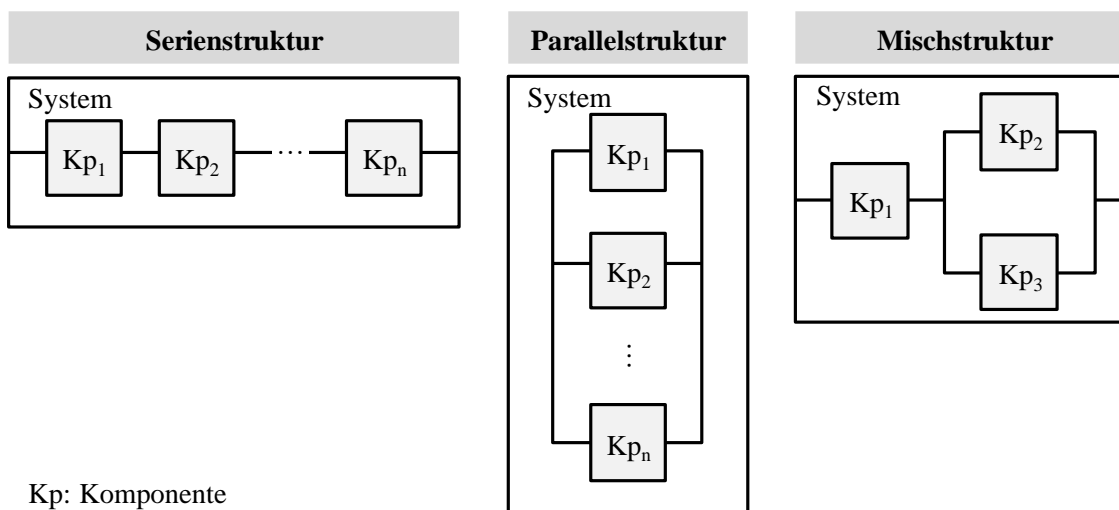 Serienstruktur
System
Kp1 Kp2 ... Kpn
Parallelstruktur
System
Kp1
Kp2
⋮
Kpn
Mischstruktur
System
Kp1
Kp2
Kp3
Kp: Komponente